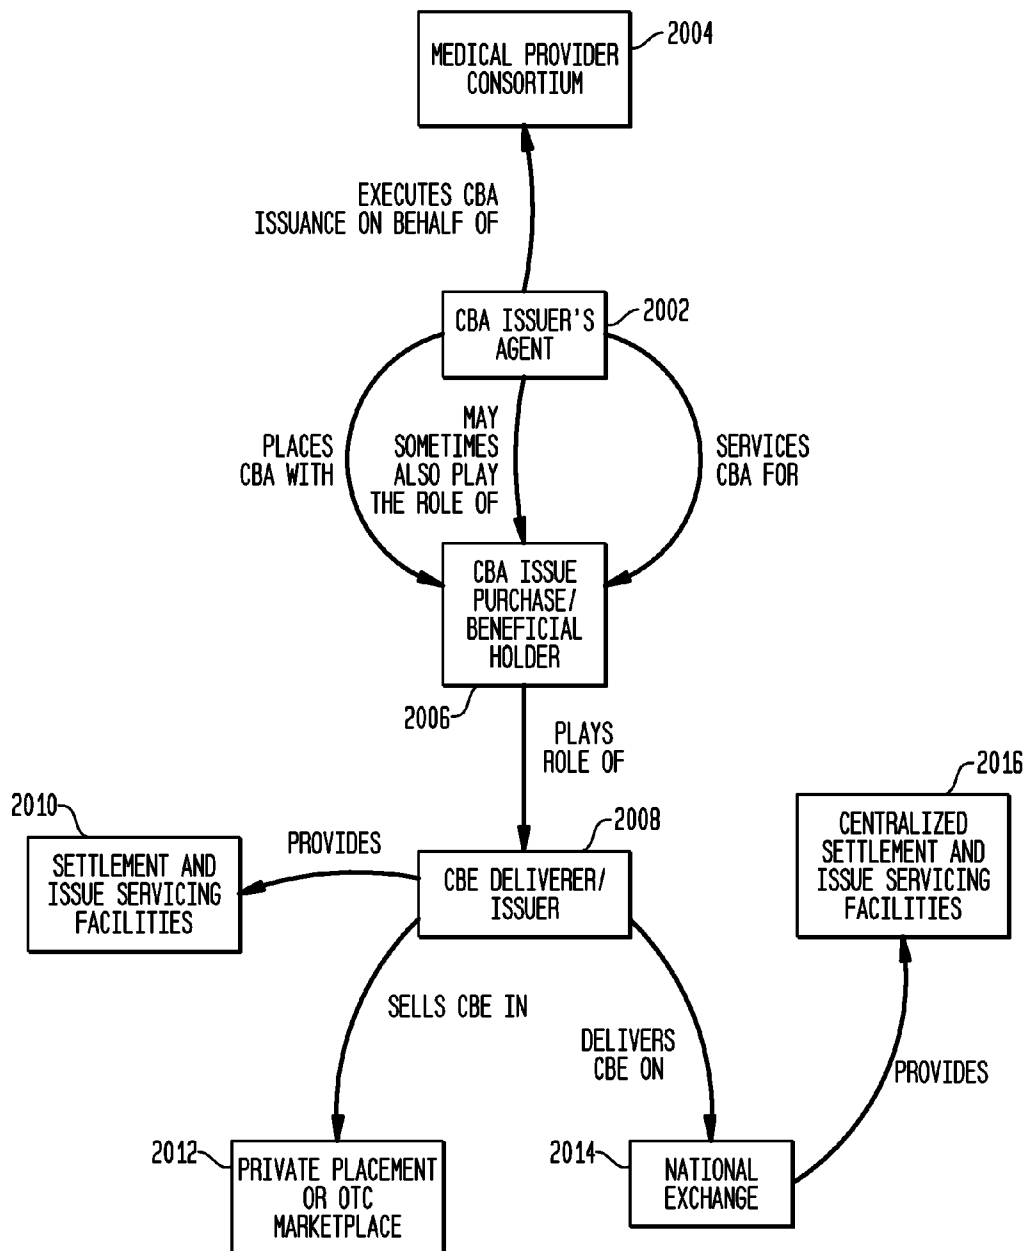 2004
MEDICAL PROVIDER
CONSORTIUM
EXECUTES CBA
ISSUANCE ON BEHALF OF
2002
CBA ISSUER'S
AGENT
PLACES
CBA WITH
MAY
SOMETIMES
ALSO PLAY
THE ROLE OF
SERVICES
CBA FOR
CBA ISSUE
PURCHASE/
BENEFICIAL
HOLDER
2006
PLAYS
ROLE OF
2010
SETTLEMENT AND
ISSUE SERVICING
FACILITIES
PROVIDES
2008
CBE DELIVERER/
ISSUER
2016
CENTRALIZED
SETTLEMENT AND
ISSUE SERVICING
FACILITIES
SELLS CBE IN
DELIVERS
CBE ON
PROVIDES
2012
PRIVATE PLACEMENT
OR OTC
MARKETPLACE
2014
NATIONAL
EXCHANGE